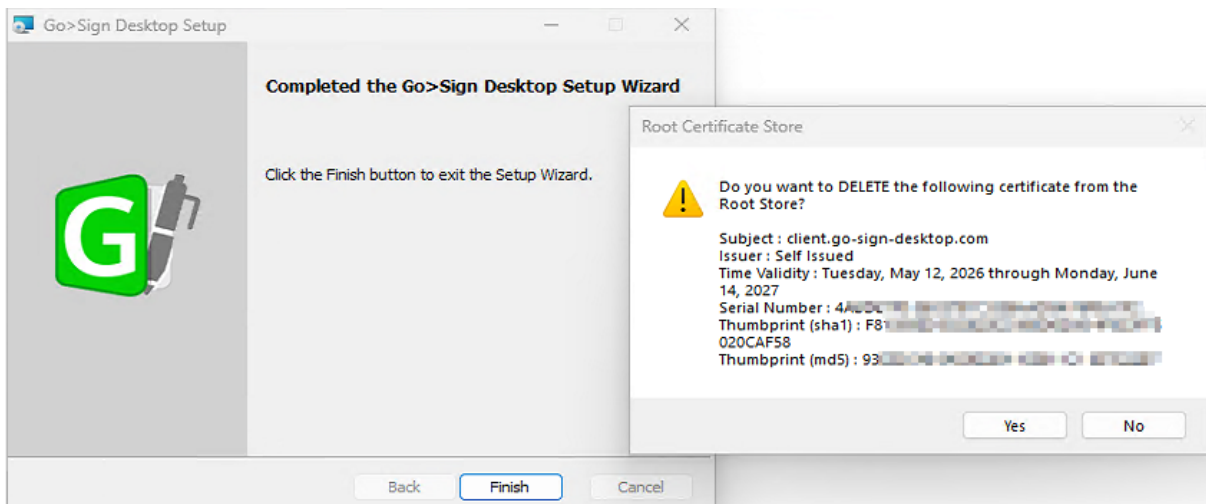 Go>Sign Desktop Setup
Completed the Go>Sign Desktop Setup Wizard
Click the Finish button to exit the Setup Wizard.
G
Back
Finish
Cancel
Root Certificate Store
Do you want to DELETE the following certificate from the
Root Store?
Subject : client.go-sign-desktop.com
Issuer : Self Issued
Time Validity : Tuesday, May 12, 2026 through Monday, June
14, 2027
Serial Number :
Thumbprint (sha1) :
020CAF58
Thumbprint (md5) :
Yes
No